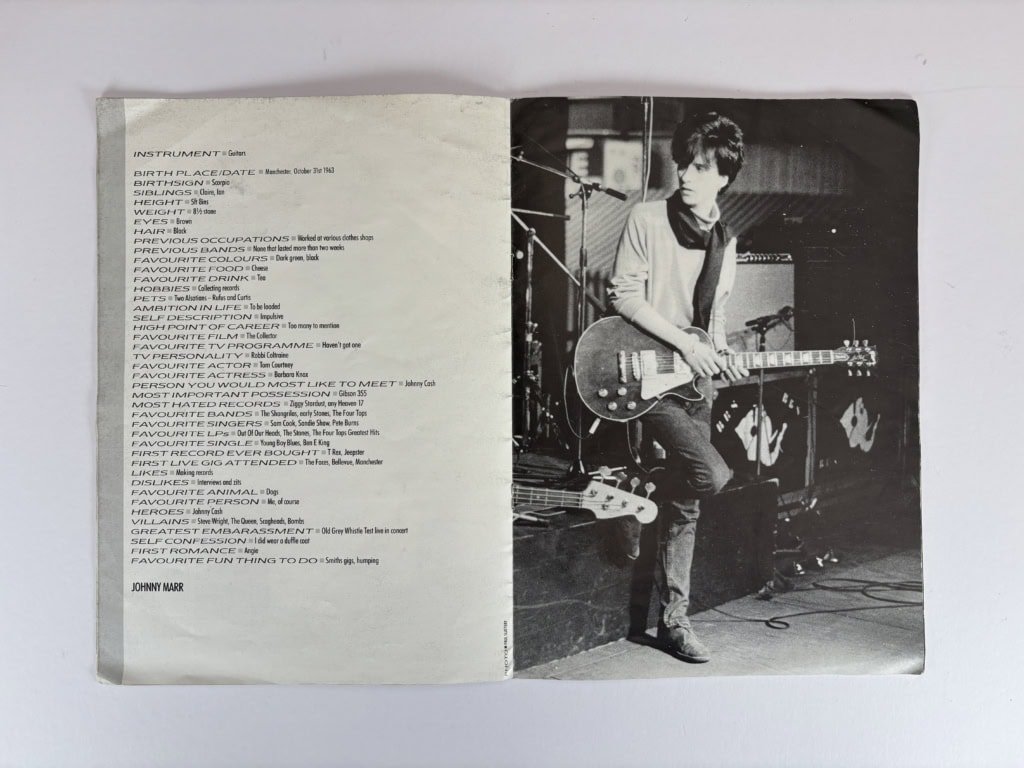 INSTRUMENT ■ Guitars
BIRTH PLACE/DATE ■ Manchester, October 31st 1963
BIRTHSIGN ■ Scorpio
SIBLINGS ■ Claire, Ian
HEIGHT ■ 5ft 8ins
WEIGHT ■ 8½ stone
EYES ■ Brown
HAIR ■ Black
PREVIOUS OCCUPATIONS ■ Worked at various clothes shops
PREVIOUS BANDS ■ None that lasted more than two weeks
FAVOURITE COLOURS ■ Dark green, black
FAVOURITE FOOD ■ Cheese
FAVOURITE DRINK ■ Tea
HOBBIES ■ Collecting records
PETS ■ Two Alsatians – Rufus and Curtis
AMBITION IN LIFE ■ To be loaded
SELF DESCRIPTION ■ Impulsive
HIGH POINT OF CAREER ■ Too many to mention
FAVOURITE FILM ■ The Collector
FAVOURITE TV PROGRAMME ■ Haven't got one
TV PERSONALITY ■ Robbi Coltraine
FAVOURITE ACTOR ■ Tom Courtney
FAVOURITE ACTRESS ■ Barbara Knox
PERSON YOU WOULD MOST LIKE TO MEET ■ Johnny Cash
MOST IMPORTANT POSSESSION ■ Gibson 355
MOST HATED RECORDS ■ Ziggy Stardust, any Heaven 17
FAVOURITE BANDS ■ The Shangrilas, early Stones, The Four Tops
FAVOURITE SINGERS ■ Sam Cook, Sandie Shaw, Pete Burns
FAVOURITE LPs ■ Out Of Our Heads, The Stones, The Four Tops Greatest Hits
FAVOURITE SINGLE ■ Young Boy Blues, Ben E King
FIRST RECORD EVER BOUGHT ■ T Rex, Jeepster
FIRST LIVE GIG ATTENDED ■ The Faces, Bellevue, Manchester
LIKES ■ Making records
DISLIKES ■ Interviews and zits
FAVOURITE ANIMAL ■ Dogs
FAVOURITE PERSON ■ Me, of course
HEROES ■ Johnny Cash
VILLAINS ■ Steve Wright, The Queen, Scagheads, Bombs
GREATEST EMBARASSMENT ■ Old Grey Whistle Test live in concert
SELF CONFESSION ■ I did wear a duffle coat
FIRST ROMANCE ■ Angie
FAVOURITE FUN THING TO DO ■ Smiths gigs, humping
JOHNNY MARR